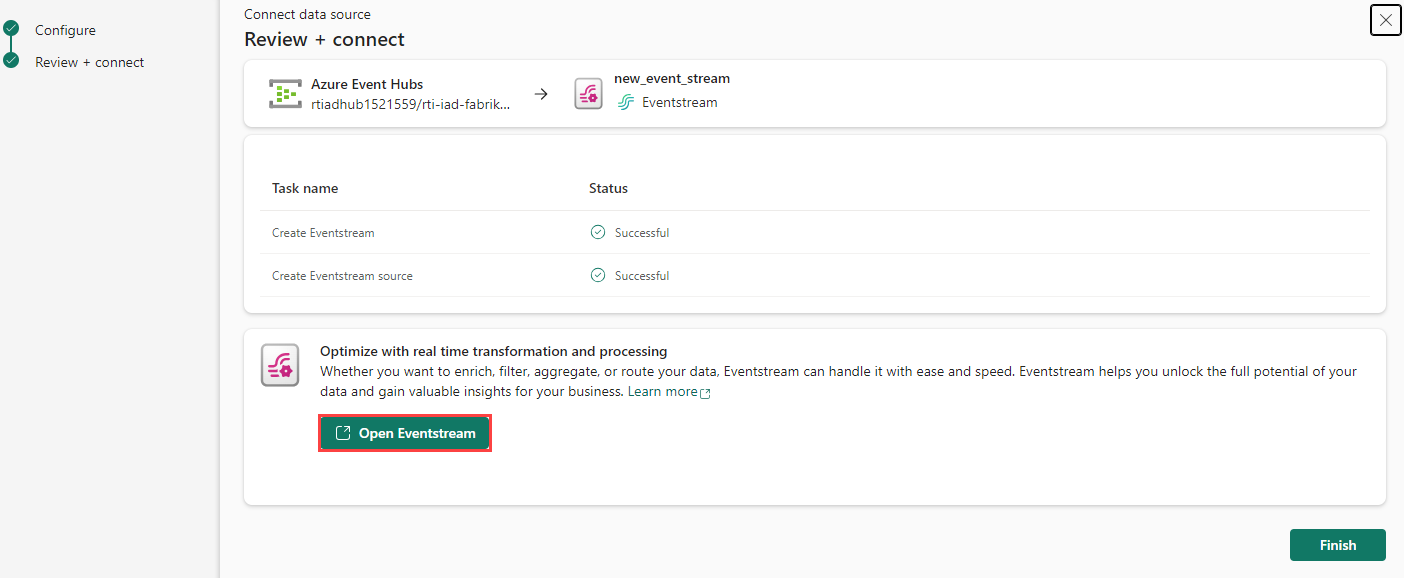 Configure
Review + connect
Connect data source
Review + connect
Azure Event Hubs
rtiadhub1521559/rti-iad-fabrik...
new_event_stream
Eventstream
Task name Status
Create Eventstream Successful
Create Eventstream source Successful
Optimize with real time transformation and processing
Whether you want to enrich, filter, aggregate, or route your data, Eventstream can handle it with ease and speed. Eventstream helps you unlock the full potential of your
data and gain valuable insights for your business. Learn more
Open Eventstream
Finish